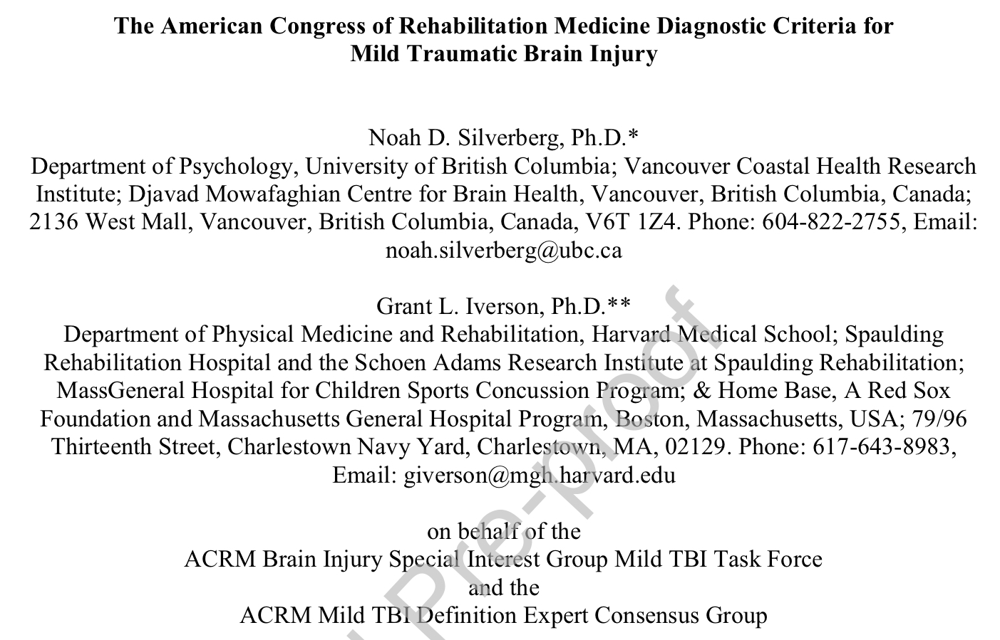 The American Congress of Rehabilitation Medicine Diagnostic Criteria for
Mild Traumatic Brain Injury
Noah D. Silverberg, Ph.D.*
Department of Psychology, University of British Columbia; Vancouver Coastal Health Research
Institute; Djavad Mowafaghian Centre for Brain Health, Vancouver, British Columbia, Canada;
2136 West Mall, Vancouver, British Columbia, Canada, V6T 1Z4. Phone: 604-822-2755, Email:
noah.silverberg@ubc.ca
Grant L. Iverson, Ph.D.**
Department of Physical Medicine and Rehabilitation, Harvard Medical School; Spaulding
Rehabilitation Hospital and the Schoen Adams Research Institute at Spaulding Rehabilitation;
MassGeneral Hospital for Children Sports Concussion Program; & Home Base, A Red Sox
Foundation and Massachusetts General Hospital Program, Boston, Massachusetts, USA; 79/96
Thirteenth Street, Charlestown Navy Yard, Charlestown, MA, 02129. Phone: 617-643-8983,
Email: giverson@mgh.harvard.edu
on behalf of the
ACRM Brain Injury Special Interest Group Mild TBI Task Force
and the
ACRM Mild TBI Definition Expert Consensus Group
Pre-proof